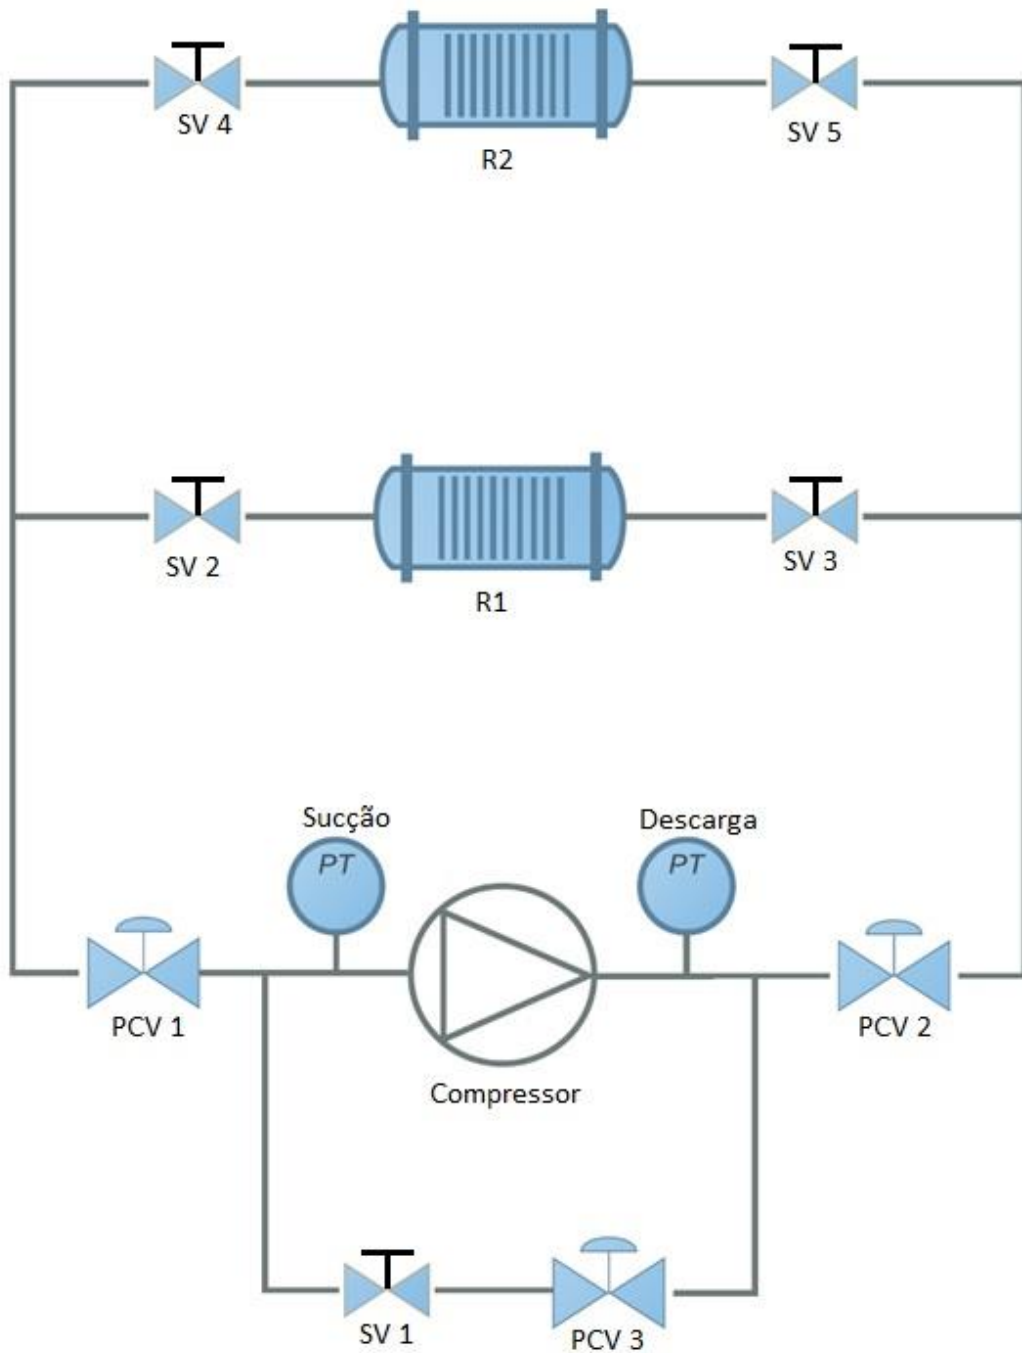 SV 4
SV 5
R2
SV 2
SV 3
R1
Sucção
Descarga
PT
PT
PCV 1
PCV 2
Compressor
SV 1
PCV 3